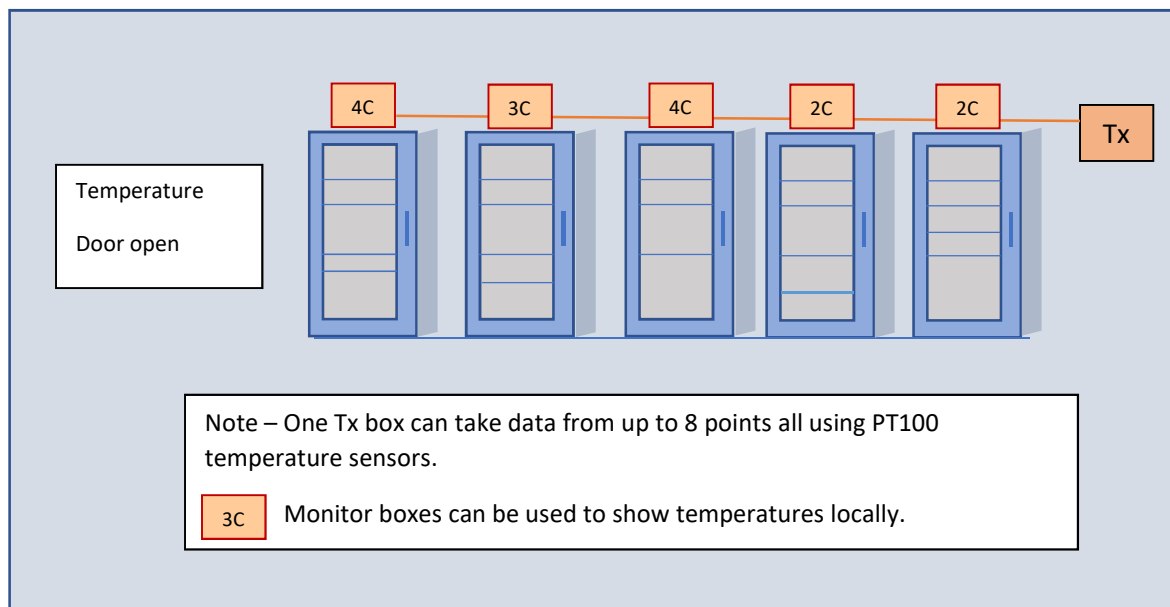 4C
3C
4C
2C
2C
Tx
Temperature
Door open
Note – One Tx box can take data from up to 8 points all using PT100
temperature sensors.
3C
Monitor boxes can be used to show temperatures locally.